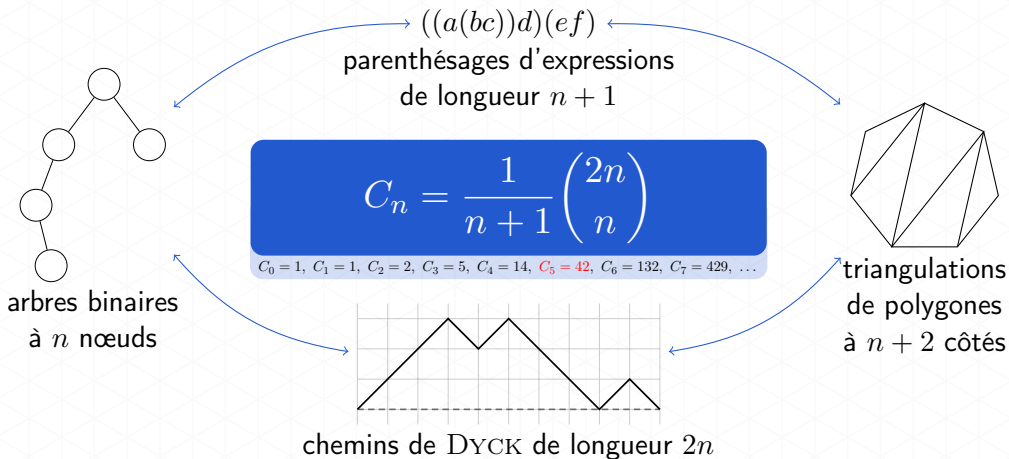 ((a(bc))d)(ef)
parenthésages d'expressions
de longueur n + 1
C_n = \frac{1}{n+1}\binom{2n}{n}
C_0 = 1, C_1 = 1, C_2 = 2, C_3 = 5, C_4 = 14, C_5 = 42, C_6 = 132, C_7 = 429, …
arbres binaires
à n nœuds
triangulations
de polygones
à n + 2 côtés
chemins de DYCK de longueur 2n